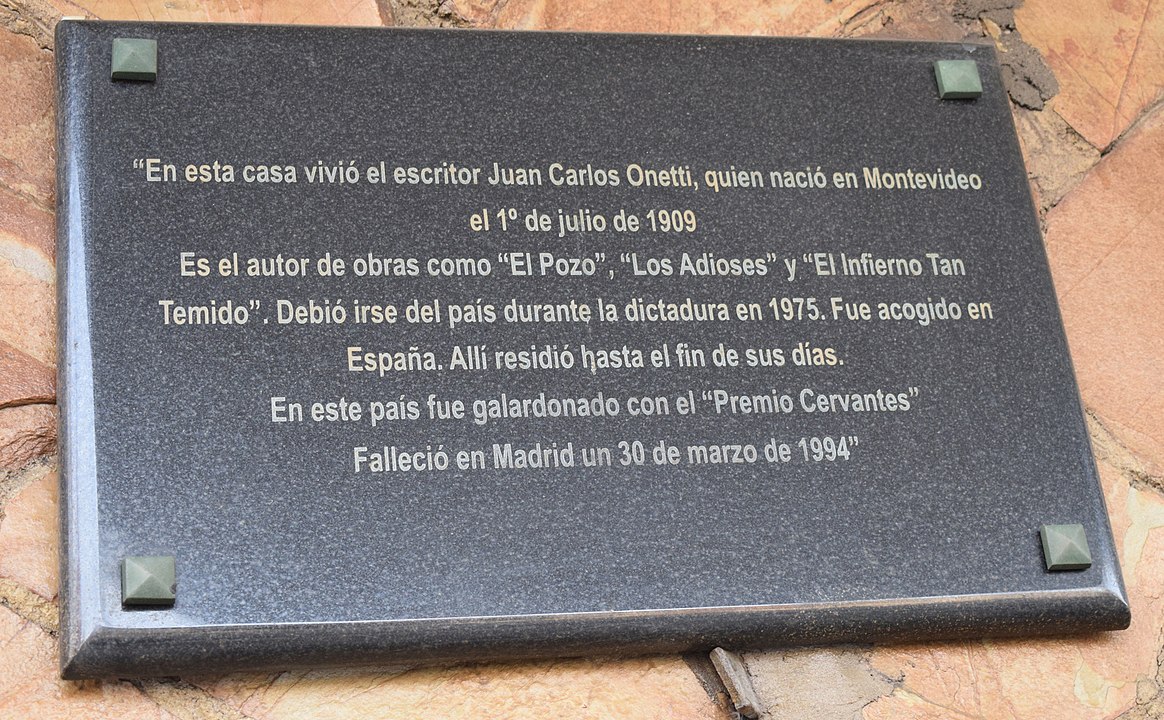 “En esta casa vivió el escritor Juan Carlos Onetti, quien nació en Montevideo
el 1º de julio de 1909
Es el autor de obras como “El Pozo”, “Los Adioses” y “El Infierno Tan
Temido”. Debió irse del país durante la dictadura en 1975. Fue acogido en
España. Allí residió hasta el fin de sus días.
En este país fue galardonado con el “Premio Cervantes”
Falleció en Madrid un 30 de marzo de 1994”